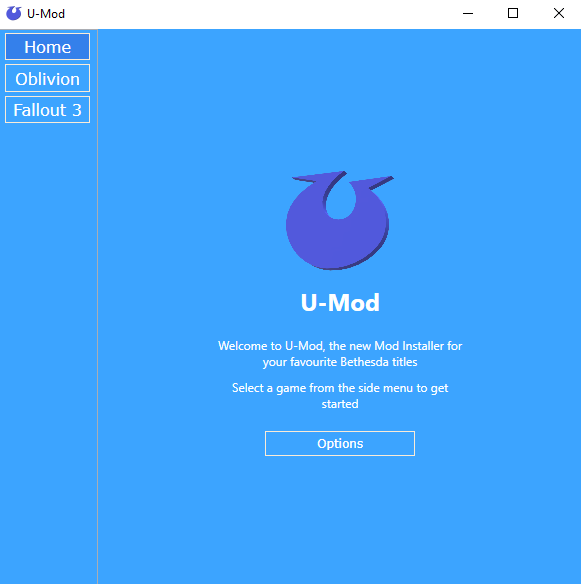 U-Mod
Home
Oblivion
Fallout 3
U-Mod
Welcome to U-Mod, the new Mod Installer for
your favourite Bethesda titles
Select a game from the side menu to get
started
Options